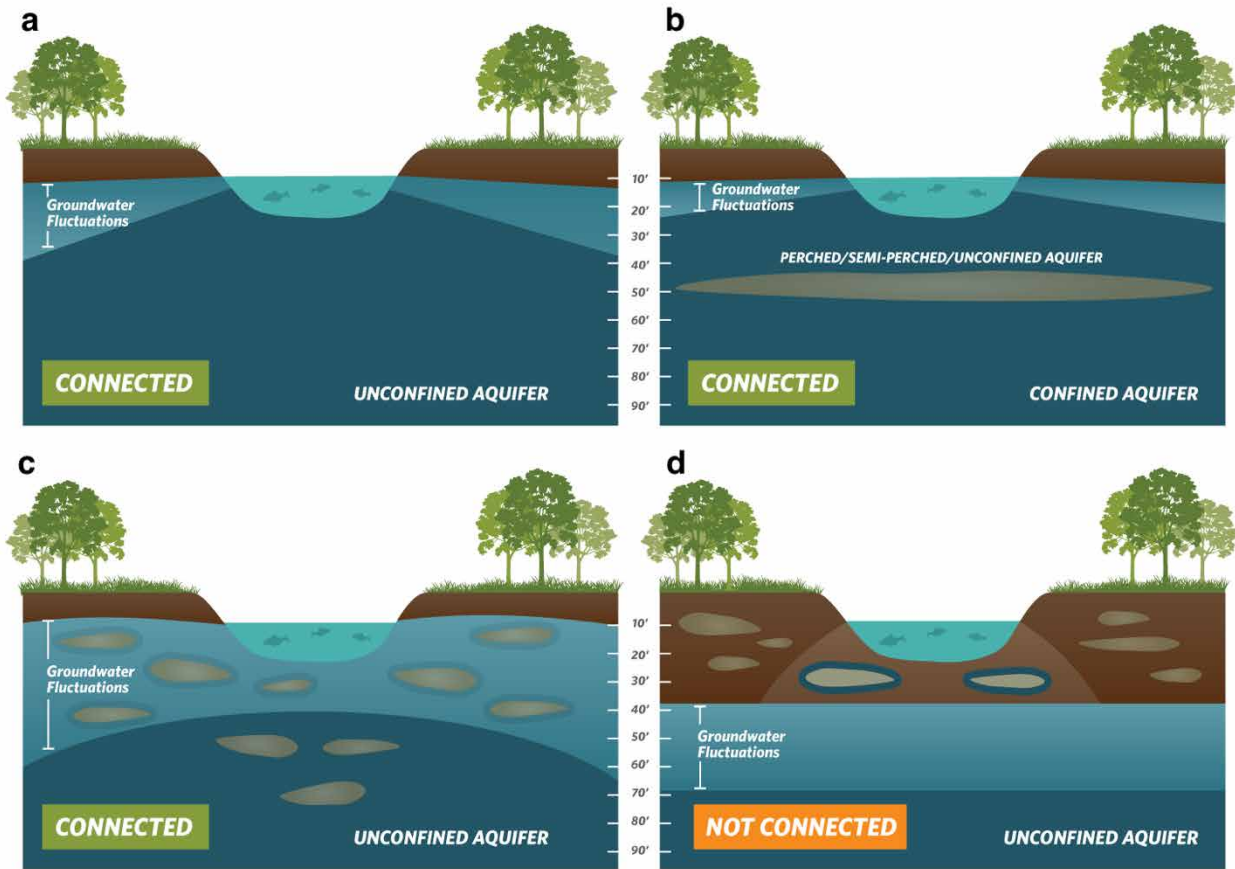 a
b
10'
20'
30'
40'
50'
60'
70'
80'
90'
Groundwater
Fluctuations
CONNECTED
UNCONFINED AQUIFER
Groundwater
Fluctuations
PERCHED/SEMI-PERCHED/UNCONFINED AQUIFER
CONNECTED
CONFINED AQUIFER
c
d
10'
20'
30'
40'
50'
60'
70'
80'
90'
Groundwater
Fluctuations
CONNECTED
UNCONFINED AQUIFER
Groundwater
Fluctuations
NOT CONNECTED
UNCONFINED AQUIFER